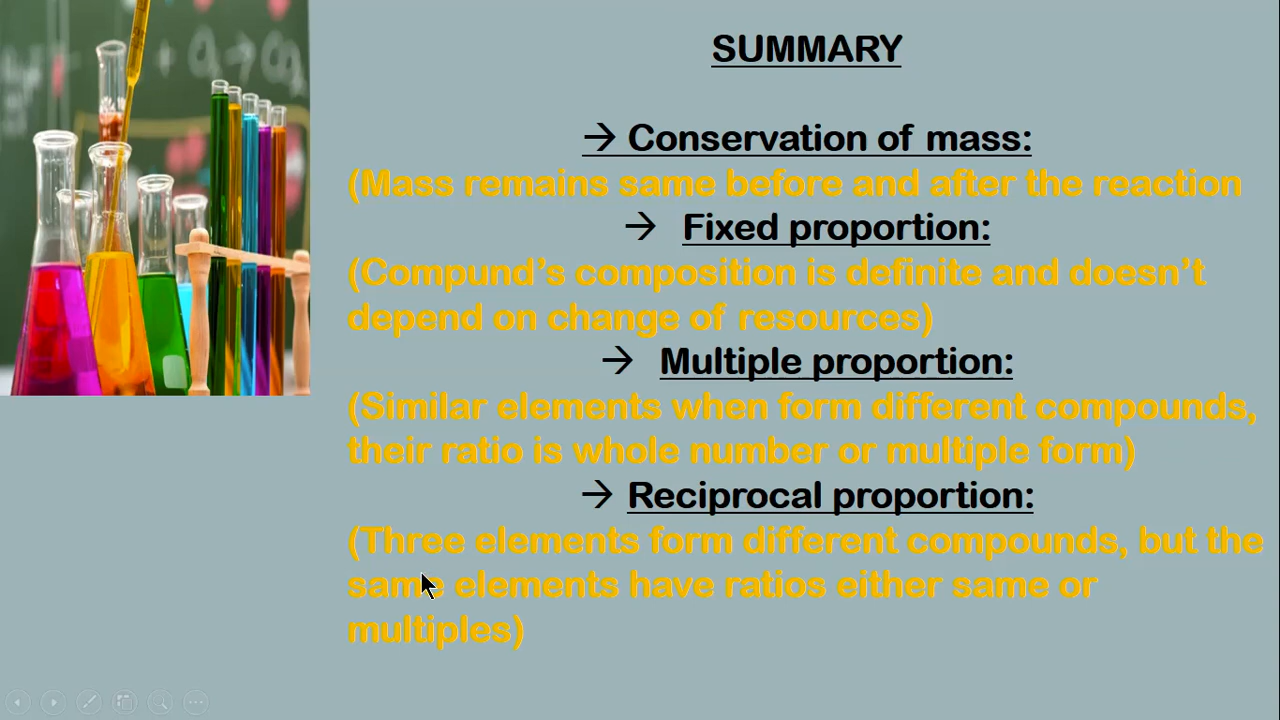 SUMMARY
→ Conservation of mass:
(Mass remains same before and after the reaction
→ Fixed proportion:
(Compund’s composition is definite and doesn’t
depend on change of resources)
→ Multiple proportion:
(Similar elements when form different compounds,
their ratio is whole number or multiple form)
→ Reciprocal proportion:
(Three elements form different compounds, but the
same elements have ratios either same or
multiples)